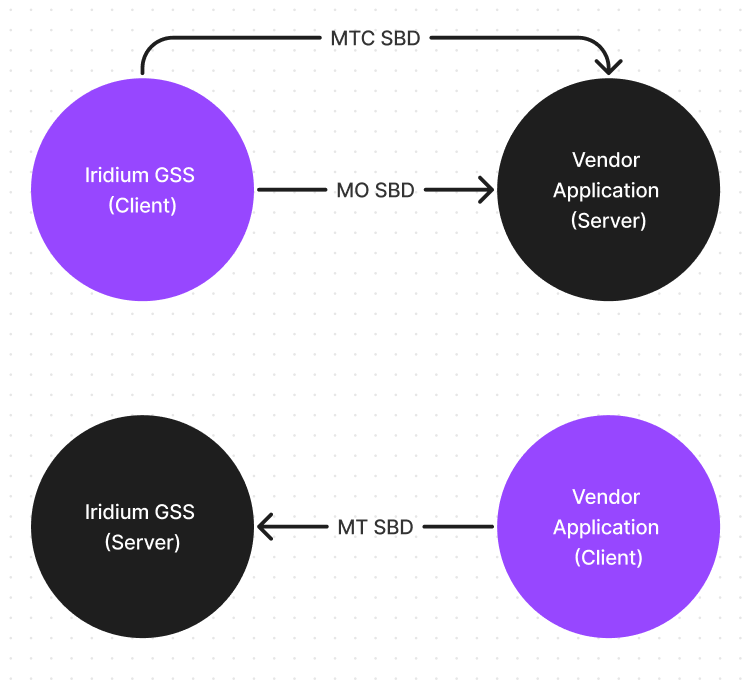 MTC SBD
Iridium GSS
(Client)
MO SBD
Vendor
Application
(Server)
Iridium GSS
(Server)
MT SBD
Vendor
Application
(Client)